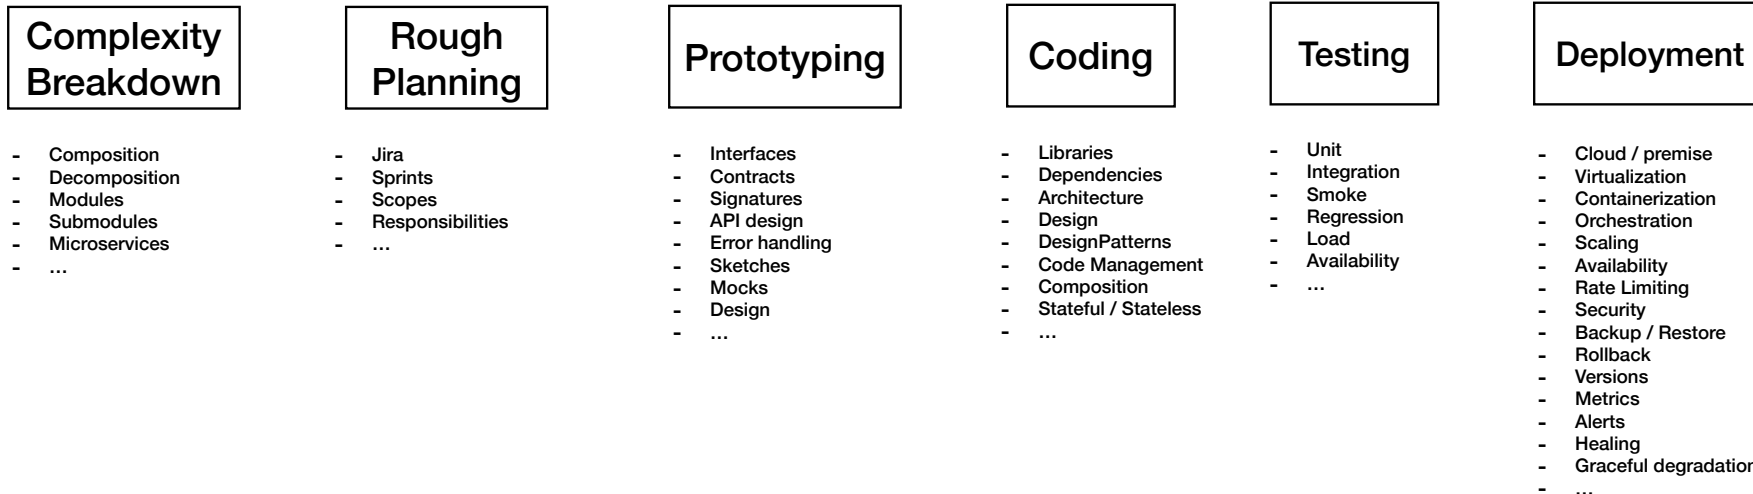 Complexity
Breakdown
- Composition
- Decomposition
- Modules
- Submodules
- Microservices
- …
Rough
Planning
- Jira
- Sprints
- Scopes
- Responsibilities
- …
Prototyping
- Interfaces
- Contracts
- Signatures
- API design
- Error handling
- Sketches
- Mocks
- Design
- …
Coding
- Libraries
- Dependencies
- Architecture
- Design
- DesignPatterns
- Code Management
- Composition
- Stateful / Stateless
- …
Testing
- Unit
- Integration
- Smoke
- Regression
- Load
- Availability
- …
Deployment
- Cloud / premise
- Virtualization
- Containerization
- Orchestration
- Scaling
- Availability
- Rate Limiting
- Security
- Backup / Restore
- Rollback
- Versions
- Metrics
- Alerts
- Healing
- Graceful degradation
- …